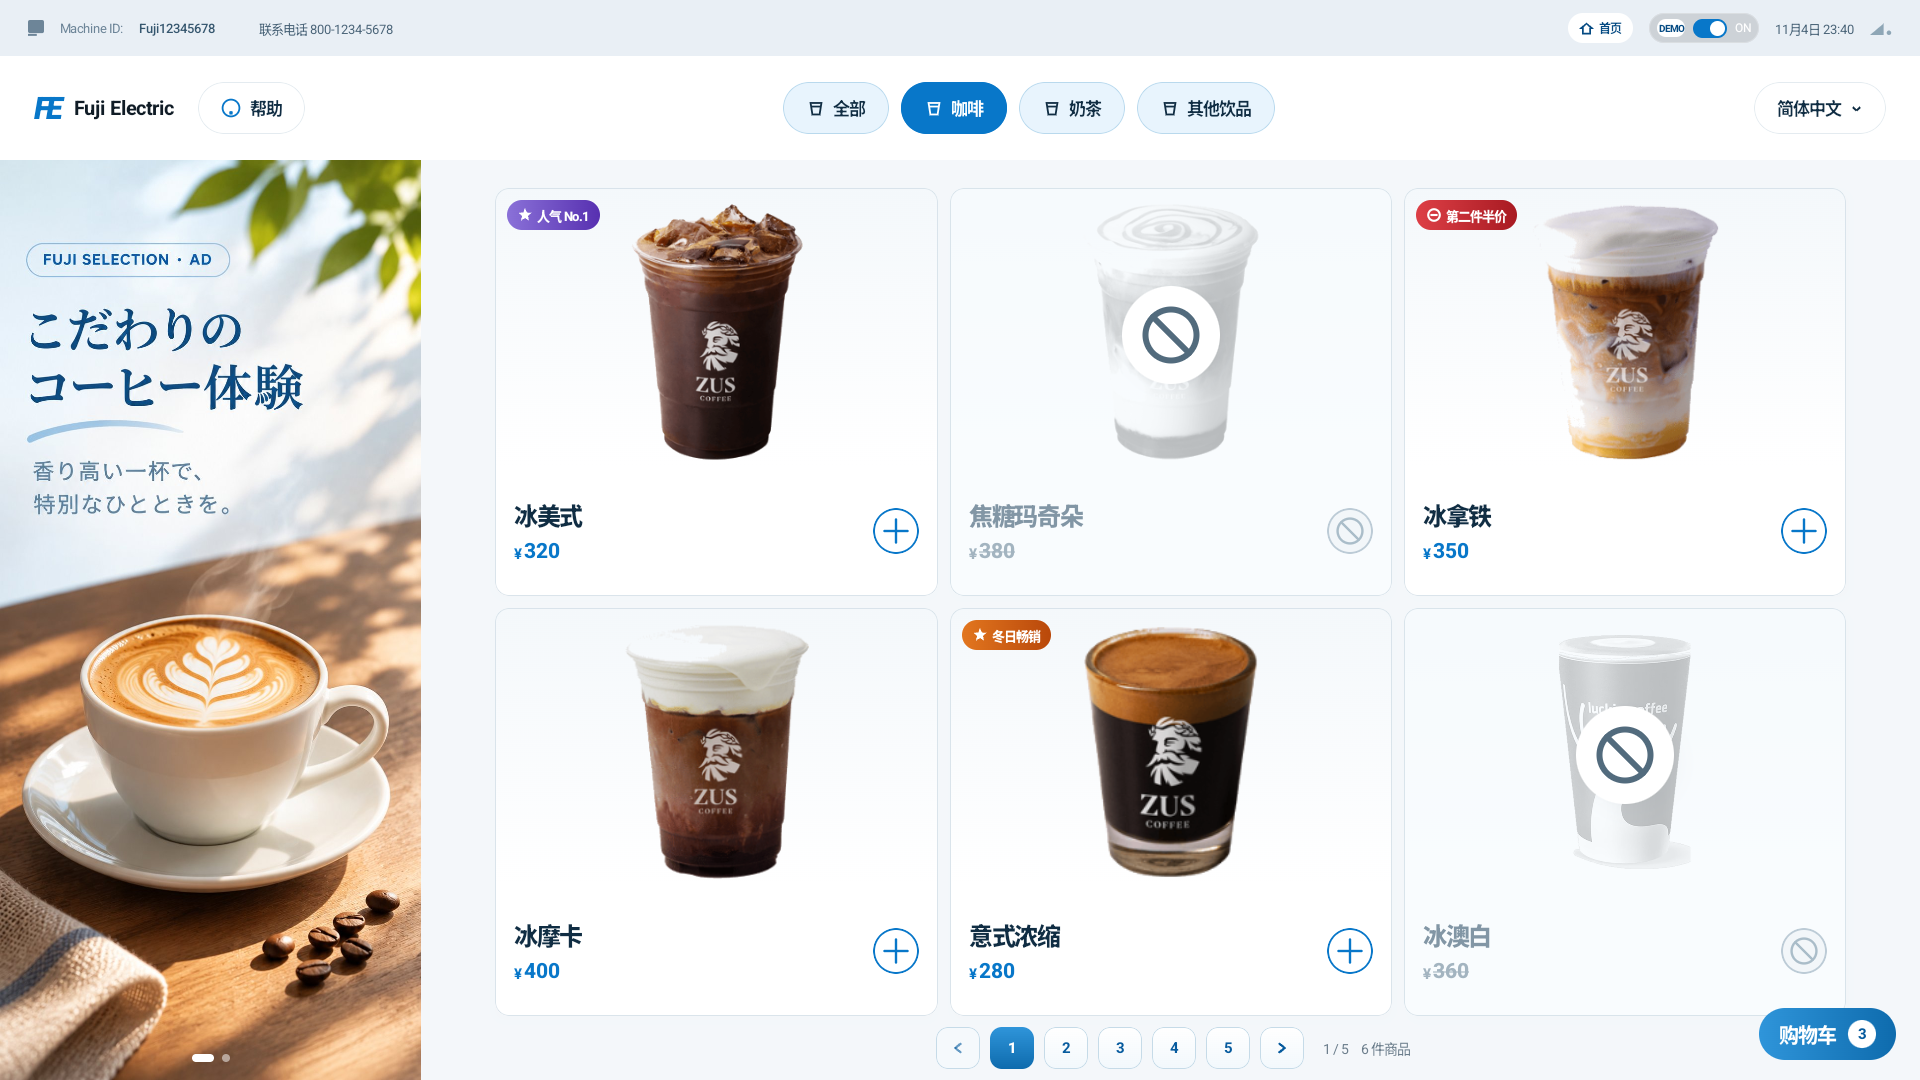 Machine ID: Fuji12345678 联系电话 800-1234-5678
首页 DEMO ON 11月4日 23:40
FE Fuji Electric 帮助
全部 咖啡 奶茶 其他饮品
简体中文
FUJI SELECTION・AD
こだわりの
コーヒー体験
香り高い一杯で、
特別なひとときを。
人气 No.1
ZUS
COFFEE
冰美式
¥320
ZUS
焦糖玛奇朵
¥380
第二件半价
ZUS
COFFEE
冰拿铁
¥350
ZUS
COFFEE
冰摩卡
¥400
冬日畅销
ZUS
COFFEE
意式浓缩
¥280
冰澳白
¥360
1 2 3 4 5 1 / 5 6 件商品
购物车 3